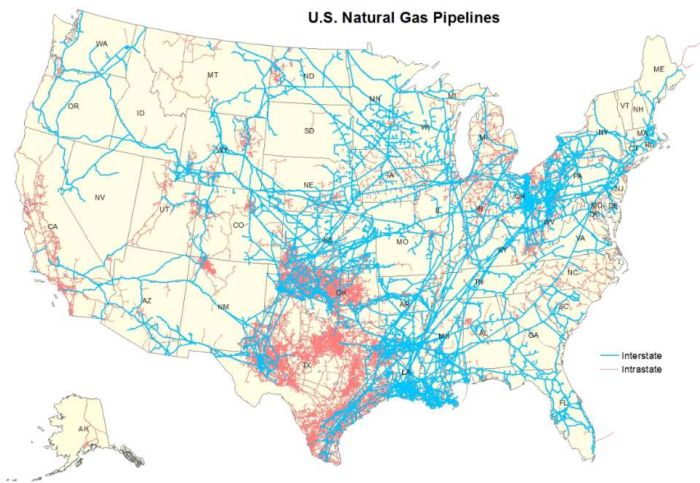 U.S. Natural Gas Pipelines
WA
MT
ND
MN
ME
VT
NH
OR
ID
SD
WI
MI
NY
MA
CT
RI
WY
IA
PA
NJ
NE
OH
MD
DE
DC
NV
UT
CO
IL
IN
WV
VA
CA
KS
MO
KY
NC
AZ
NM
OK
AR
TN
SC
MS
AL
GA
TX
LA
FL
Interstate
Intrastate
AK